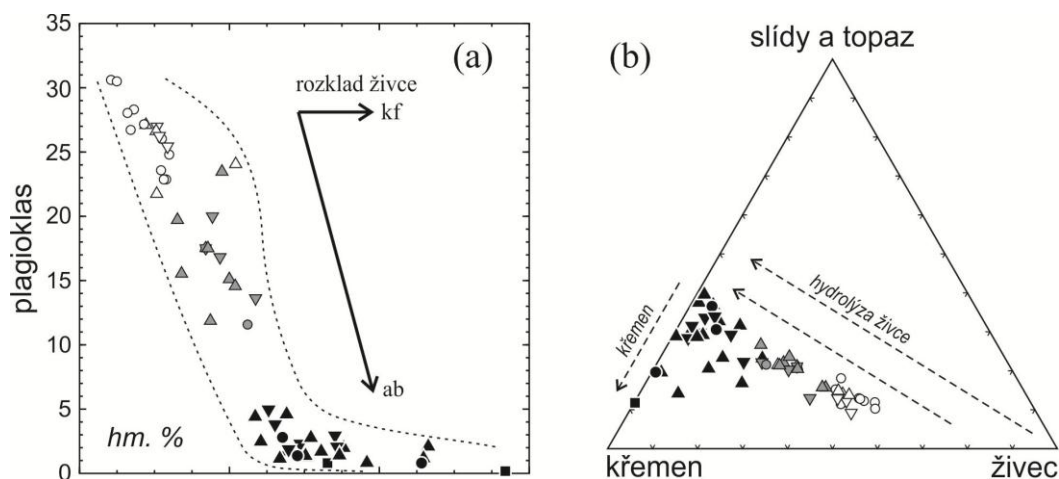 35
(a)
30
rozklad živce
kf
25
20
plagioklas
15
10
ab
5
hm. %
0
(b)
slídy a topaz
hydrolýza živce
křemen
křemen
živec